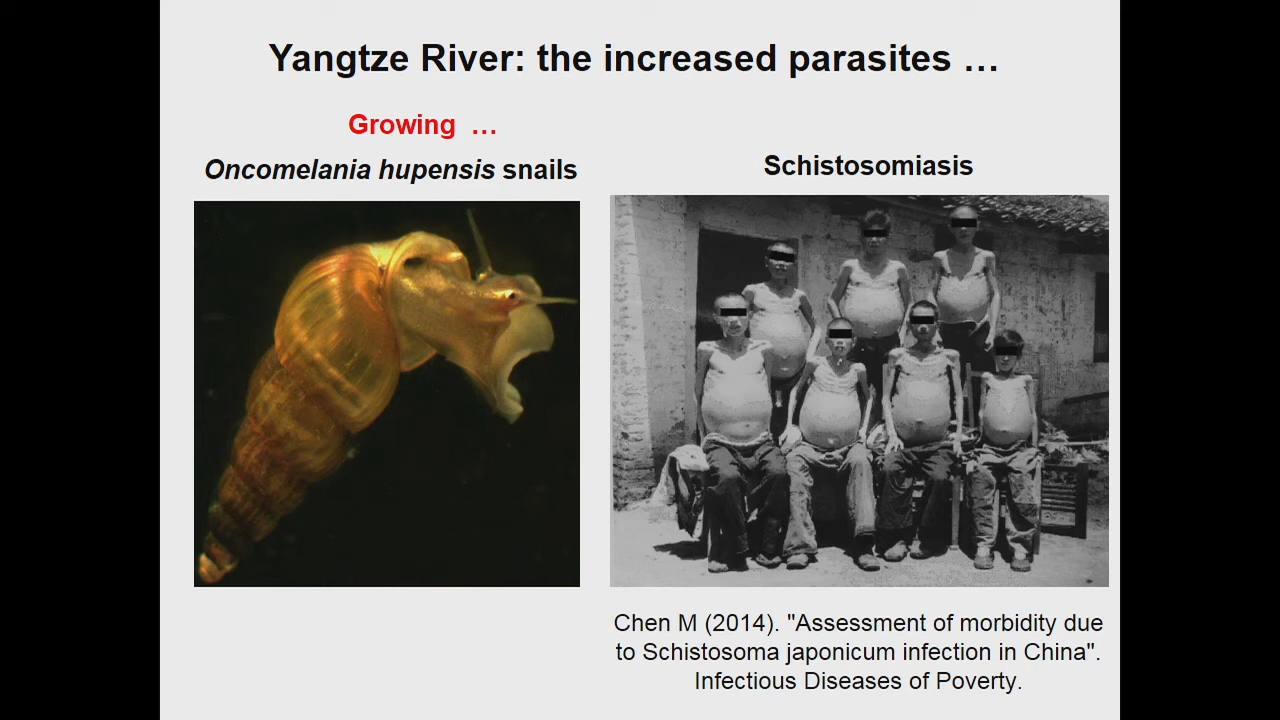 Yangtze River: the increased parasites …
Growing …
Oncomelania hupensis snails
Schistosomiasis
Chen M (2014). "Assessment of morbidity due
to Schistosoma japonicum infection in China".
Infectious Diseases of Poverty.